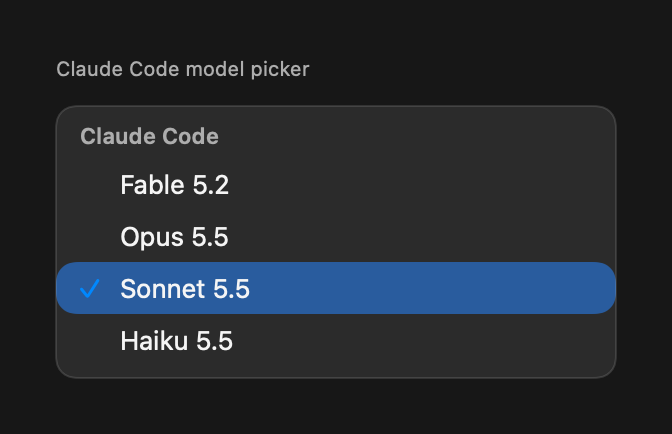 Claude Code model picker
Claude Code
Fable 5.2
Opus 5.5
Sonnet 5.5
Haiku 5.5